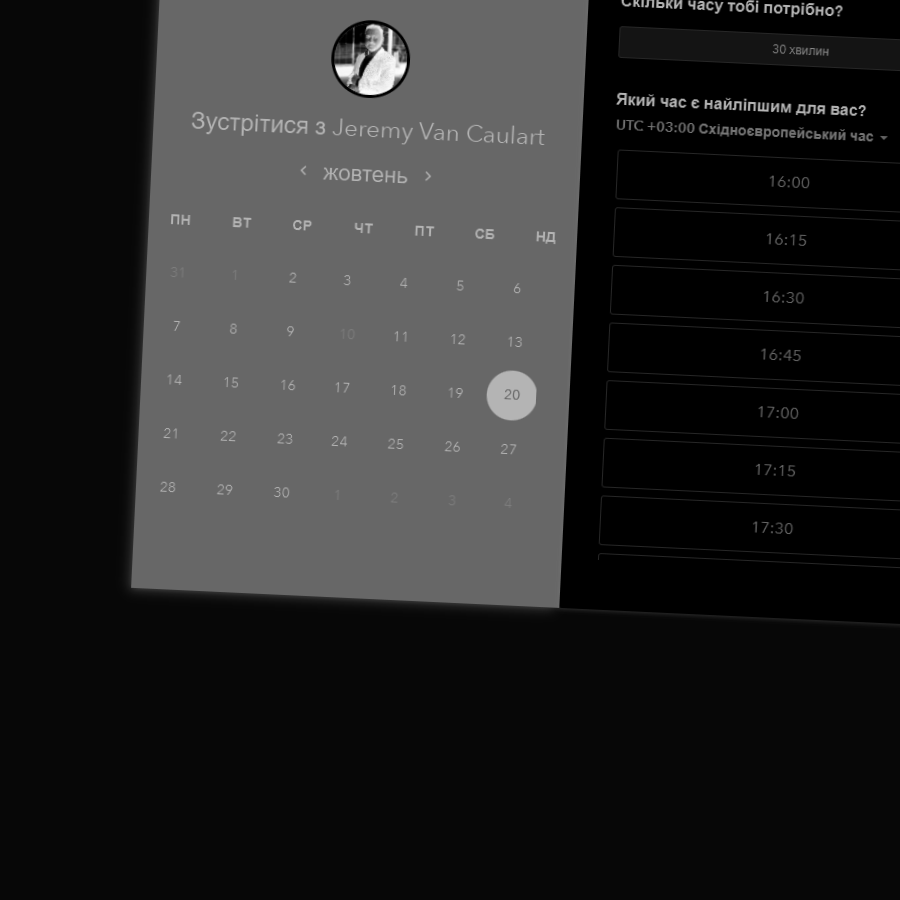 Зустрітися з Jeremy Van Caulart
жовтень
ПН ВТ СР ЧТ ПТ СБ НД
31 1 2 3 4 5 6
7 8 9 10 11 12 13
14 15 16 17 18 19 20
21 22 23 24 25 26 27
28 29 30 1 2 3 4
Скільки часу тобі потрібно?
30 хвилин
Який час є найліпшим для вас?
UTC +03:00 Східноєвропейський час
16:00
16:15
16:30
16:45
17:00
17:15
17:30